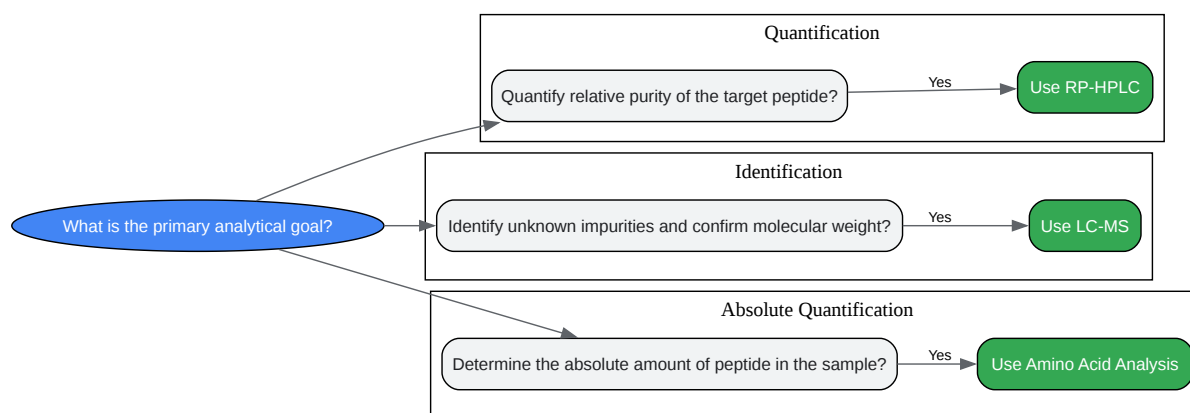 Quantification
Quantify relative purity of the target peptide?
Yes
Use RP-HPLC
Identification
What is the primary analytical goal?
Identify unknown impurities and confirm molecular weight?
Yes
Use LC-MS
Absolute Quantification
Determine the absolute amount of peptide in the sample?
Yes
Use Amino Acid Analysis